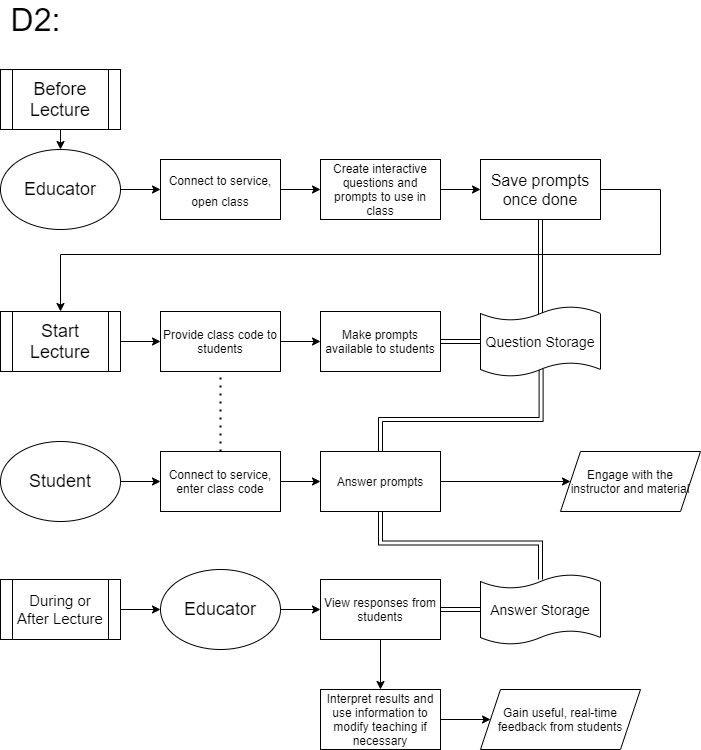 D2:
Before
Lecture
Educator
Connect to service,
open class
Create interactive
questions and
prompts to use in
class
Save prompts
once done
Start
Lecture
Provide class code to
students
Make prompts
available to students
Question Storage
Student
Connect to service,
enter class code
Answer prompts
Engage with the
instructor and material
During or
After Lecture
Educator
View responses from
students
Answer Storage
Interpret results and
use information to
modify teaching if
necessary
Gain useful, real-time
feedback from students